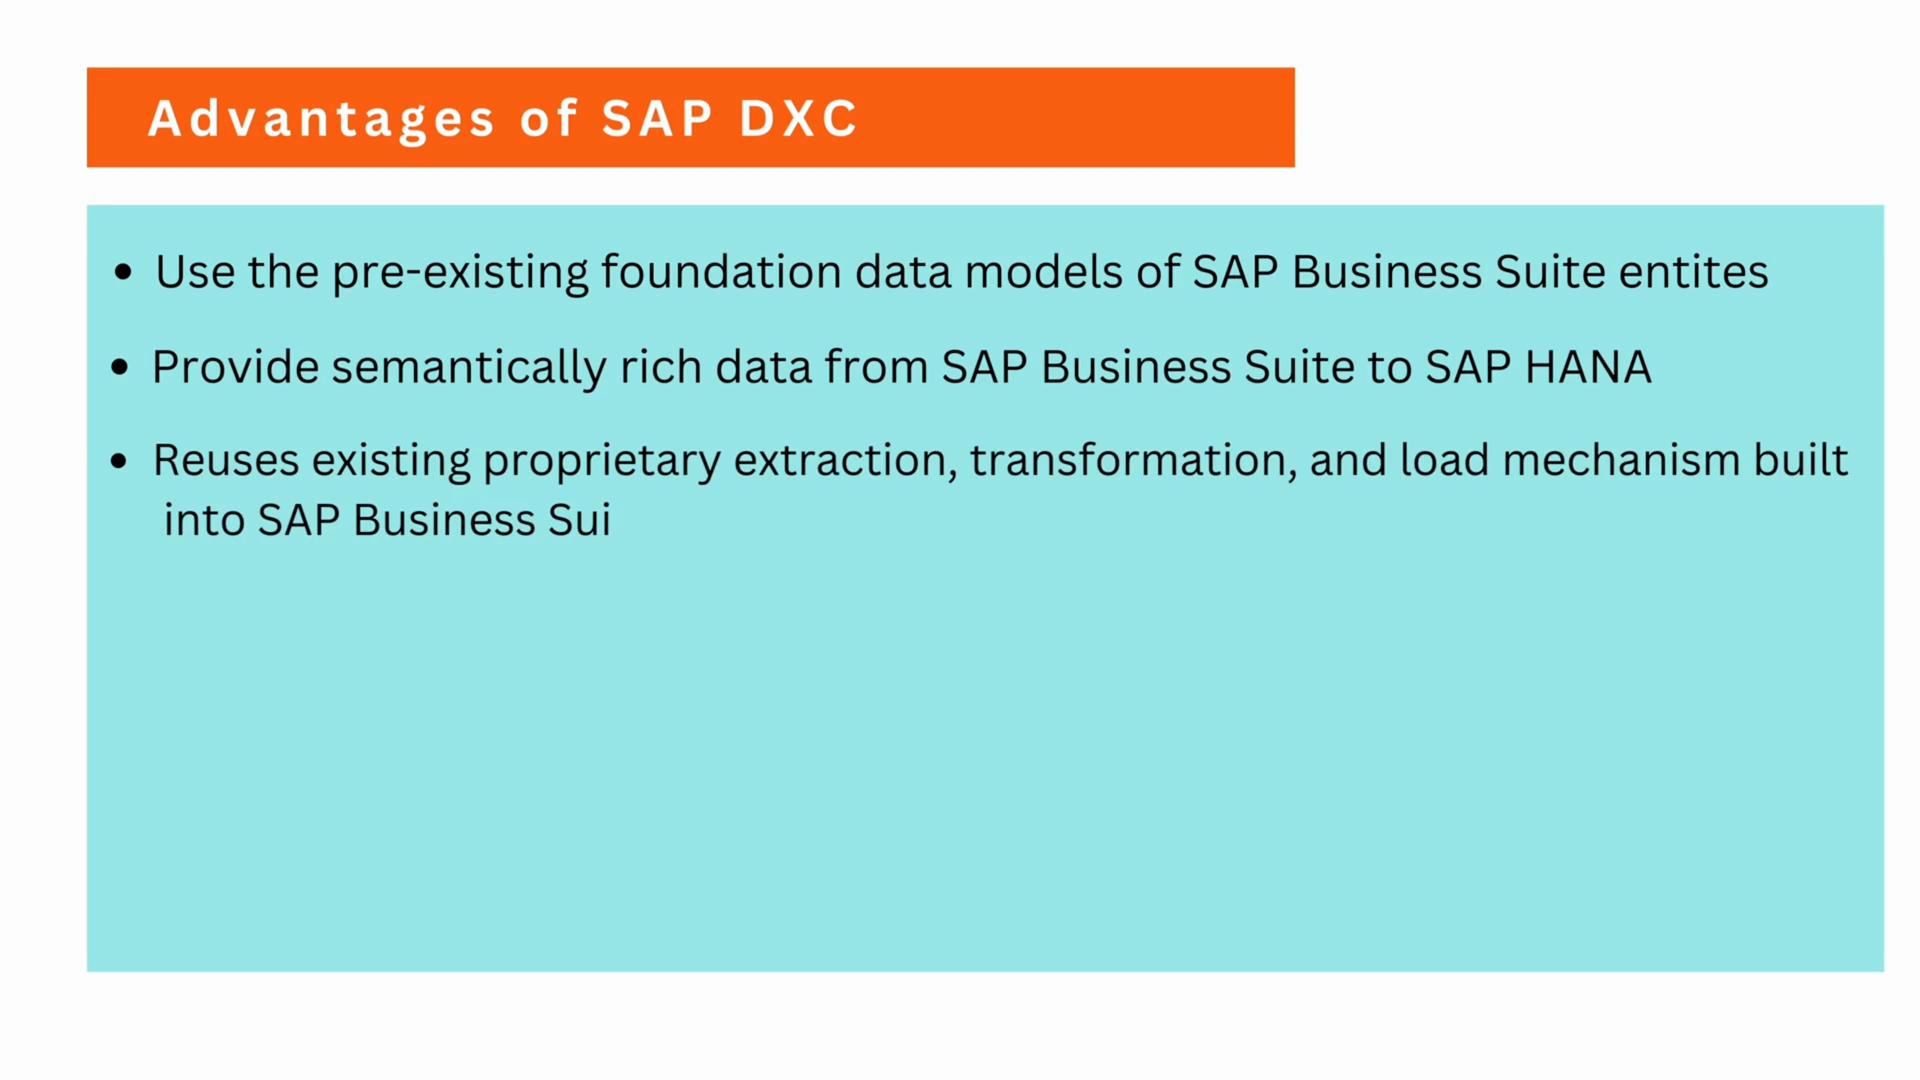 Advantages of SAP DXC
• Use the pre-existing foundation data models of SAP Business Suite entites
• Provide semantically rich data from SAP Business Suite to SAP HANA
• Reuses existing proprietary extraction, transformation, and load mechanism built
into SAP Business Sui